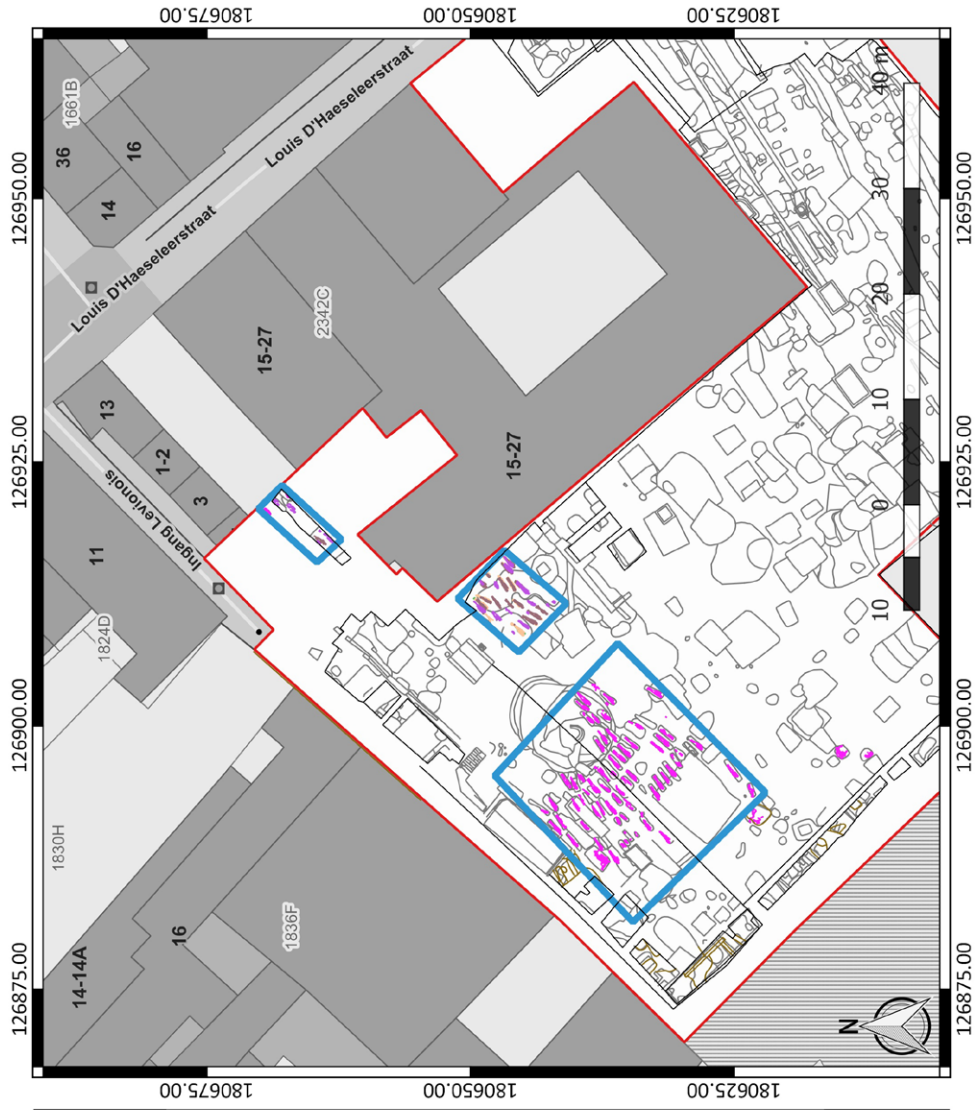 180675.00
180650.00
180625.00
126950.00
126925.00
126900.00
126875.00
36
1661B
16
14
Louis D'Haeseleerstraat
Louis D'Haeseleerstraat
13
1-2
3
Ingang Levionois
11
15-27
2342C
15-27
1824D
1830H
14-14A
16
1836F
10 0 10 20 30 40 m
N
126950.00
126925.00
126900.00
126875.00
180675.00
180650.00
180625.00